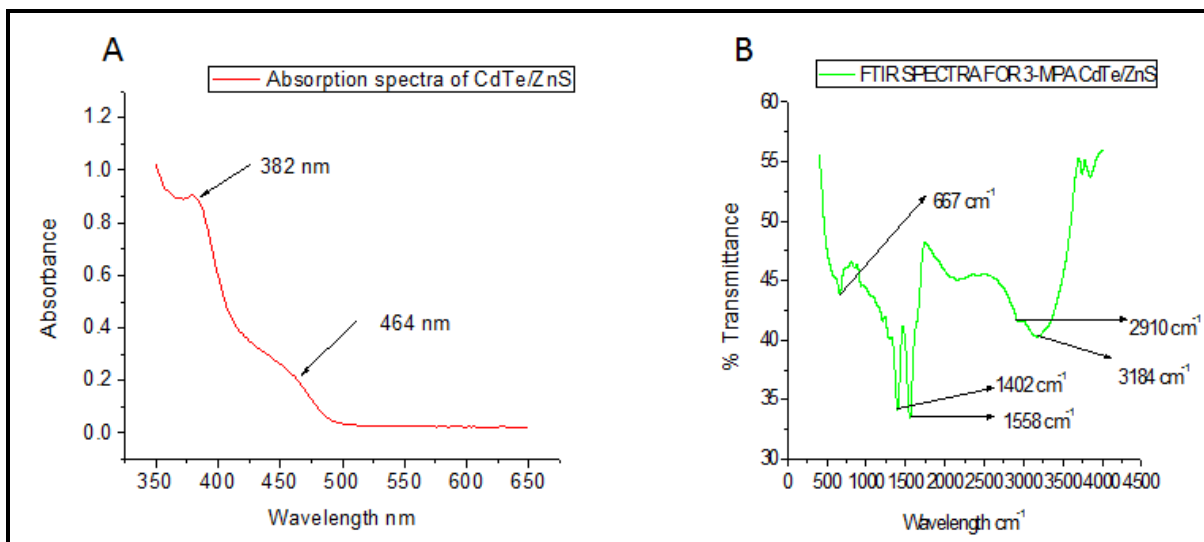 A
Absorption spectra of CdTe/ZnS
1.2
1.0
0.8
0.6
0.4
0.2
0.0
Absorbance
382 nm
464 nm
350 400 450 500 550 600 650
Wavelength nm
B
FTIR SPECTRA FOR 3-MPA CdTe/ZnS
60
55
50
45
40
35
30
% Transmittance
667 cm⁻¹
2910 cm⁻¹
3184 cm⁻¹
1402 cm⁻¹
1558 cm⁻¹
0 500 1000 1500 2000 2500 3000 3500 4000 4500
Wavelength cm⁻¹